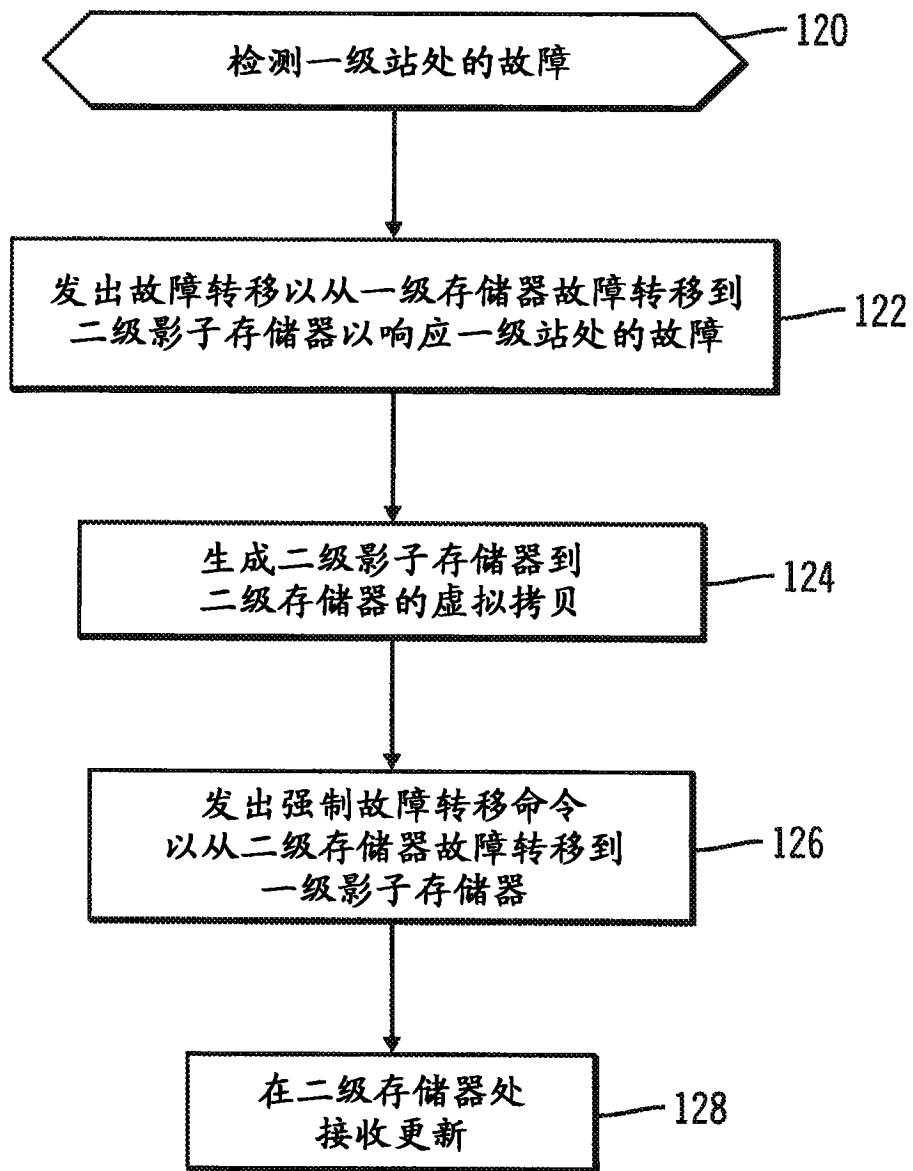 检测一级站处的故障
120
发出故障转移以从一级存储器故障转移到
二级影子存储器以响应一级站处的故障
122
生成二级影子存储器到
二级存储器的虚拟拷贝
124
发出强制故障转移命令
以从二级存储器故障转移到
一级影子存储器
126
在二级存储器处
接收更新
128